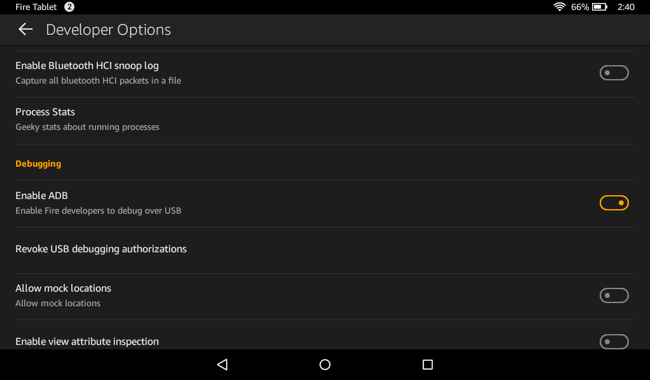 Fire Tablet 2 66% 2:40
Developer Options
Enable Bluetooth HCI snoop log
Capture all bluetooth HCI packets in a file
Process Stats
Geeky stats about running processes
Debugging
Enable ADB
Enable Fire developers to debug over USB
Revoke USB debugging authorizations
Allow mock locations
Allow mock locations
Enable view attribute inspection